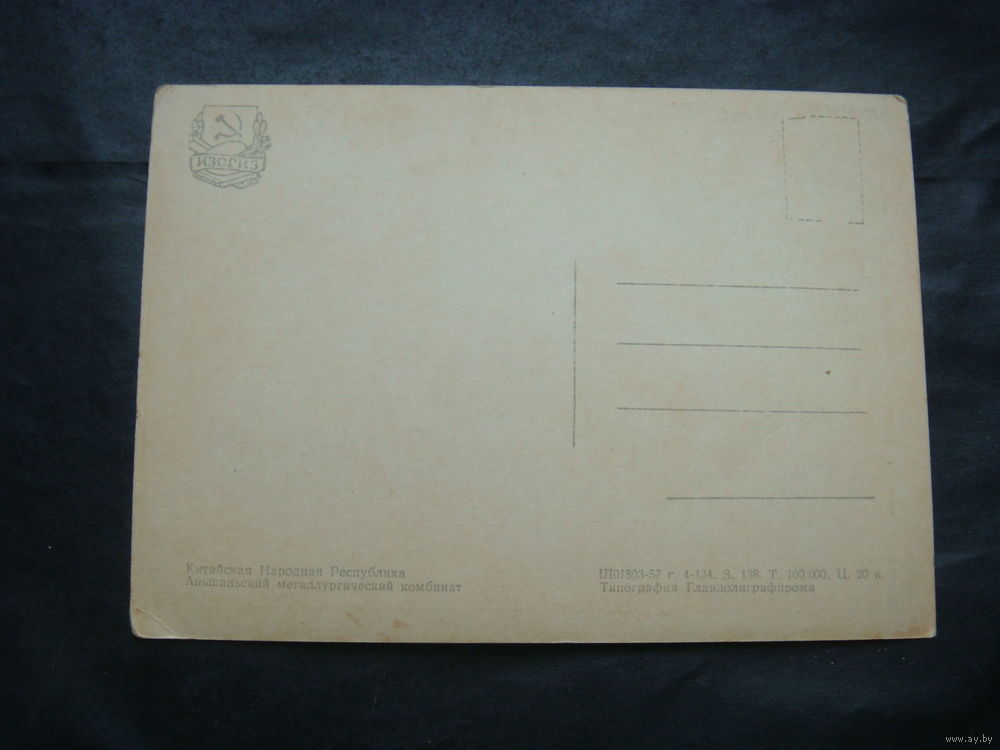 ИЗОГИЗ
Китайская Народная Республика
Аньшаньский металлургический комбинат
Ш01803-57 г. 4-134. З. 138. Т. 100 000. Ц. 20 к.
Типография Главполиграфпрома
www.ay.by